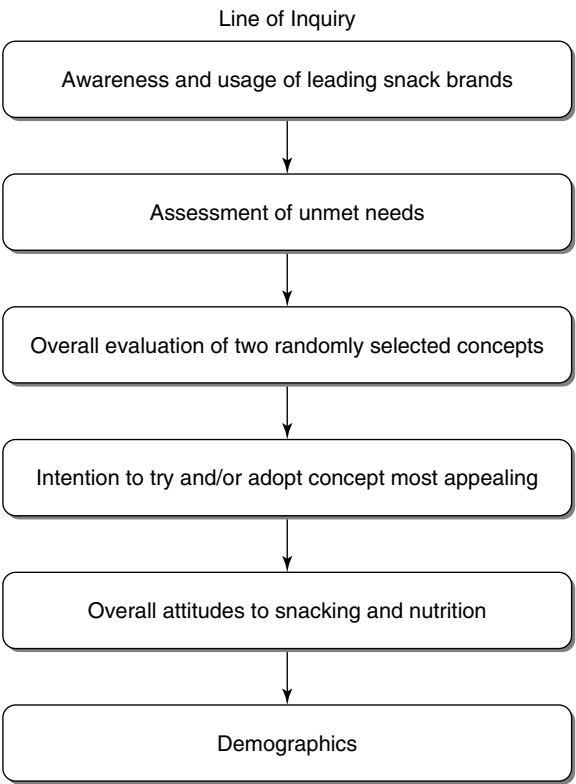 Line of Inquiry
Awareness and usage of leading snack brands
Assessment of unmet needs
Overall evaluation of two randomly selected concepts
Intention to try and/or adopt concept most appealing
Overall attitudes to snacking and nutrition
Demographics